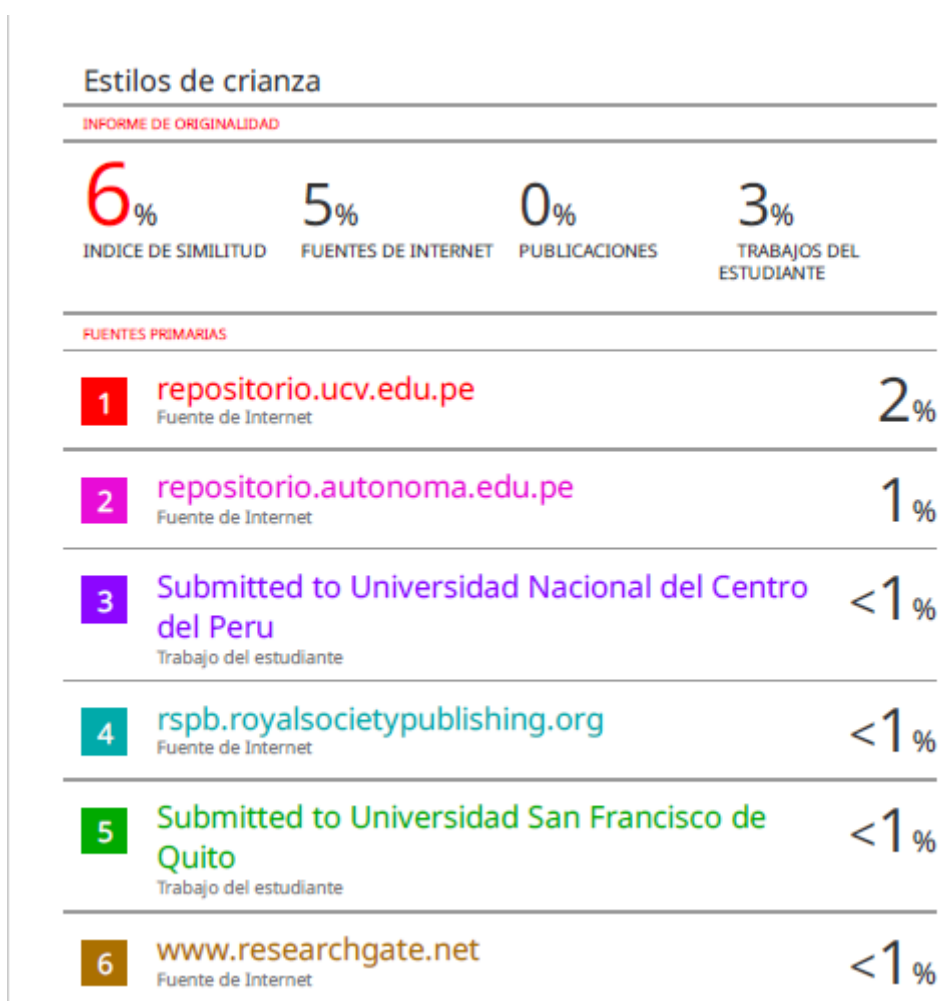 Estilos de crianza
INFORME DE ORIGINALIDAD
6%
5%
0%
3%
INDICE DE SIMILITUD
FUENTES DE INTERNET
PUBLICACIONES
TRABAJOS DEL
ESTUDIANTE
FUENTES PRIMARIAS
1
repositorio.ucv.edu.pe
Fuente de Internet
2%
2
repositorio.autonoma.edu.pe
Fuente de Internet
1%
3
Submitted to Universidad Nacional del Centro
del Peru
Trabajo del estudiante
<1%
4
rspb.royalsocietypublishing.org
Fuente de Internet
<1%
5
Submitted to Universidad San Francisco de
Quito
Trabajo del estudiante
<1%
6
www.researchgate.net
Fuente de Internet
<1%